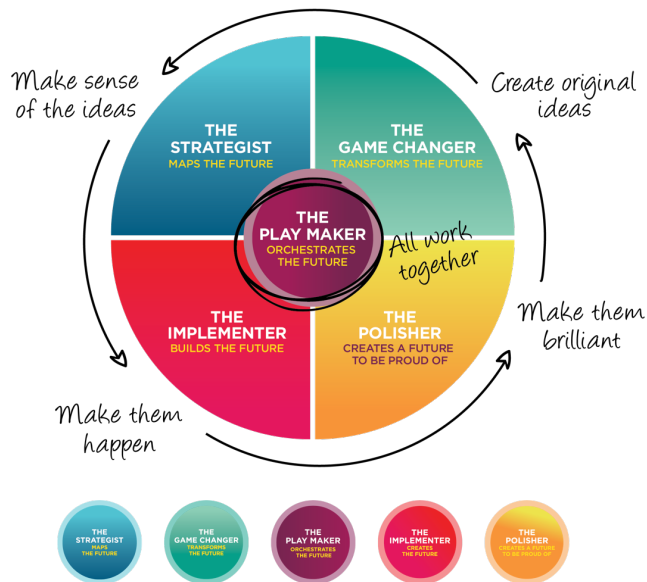 Make sense
of the ideas
Create original
ideas
THE
STRATEGIST
MAPS THE FUTURE
THE
GAME CHANGER
TRANSFORMS THE FUTURE
THE
PLAY MAKER
ORCHESTRATES
THE FUTURE
All work
together
THE
IMPLEMENTER
BUILDS THE FUTURE
THE
POLISHER
CREATES A FUTURE
TO BE PROUD OF
Make them
brilliant
Make them
happen
THE
STRATEGIST
MAPS
THE FUTURE
THE
GAME CHANGER
TRANSFORMS
THE FUTURE
THE
PLAY MAKER
ORCHESTRATES
THE FUTURE
THE
IMPLEMENTER
CREATES
THE FUTURE
THE
POLISHER
CREATES A FUTURE
TO BE PROUD OF